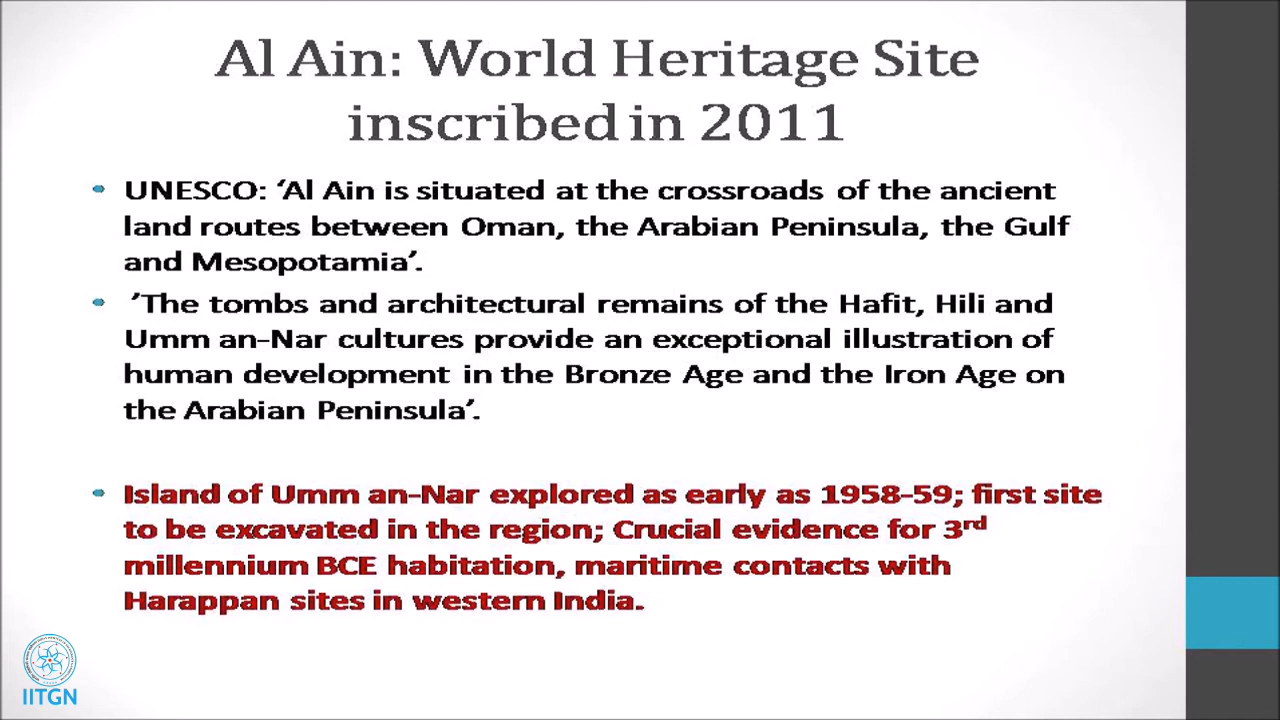 Al Ain: World Heritage Site
inscribed in 2011
• UNESCO: ‘Al Ain is situated at the crossroads of the ancient
land routes between Oman, the Arabian Peninsula, the Gulf
and Mesopotamia’.
• ’The tombs and architectural remains of the Hafit, Hili and
Umm an-Nar cultures provide an exceptional illustration of
human development in the Bronze Age and the Iron Age on
the Arabian Peninsula’.
• Island of Umm an-Nar explored as early as 1958-59; first site
to be excavated in the region; Crucial evidence for 3rd
millennium BCE habitation, maritime contacts with
Harappan sites in western India.
IITGN